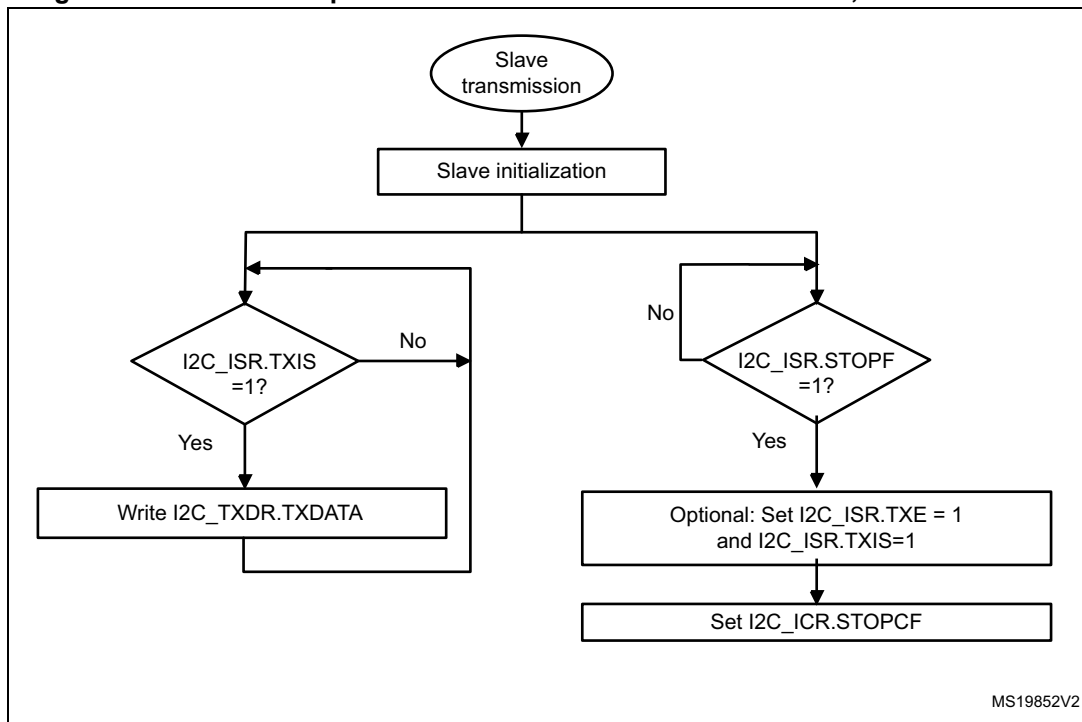 Slave
transmission
Slave initialization
I2C_ISR.TXIS
=1?
No
Yes
Write I2C_TXDR.TXDATA
No
I2C_ISR.STOPF
=1?
Yes
Optional: Set I2C_ISR.TXE = 1
and I2C_ISR.TXIS=1
Set I2C_ICR.STOPCF
MS19852V2